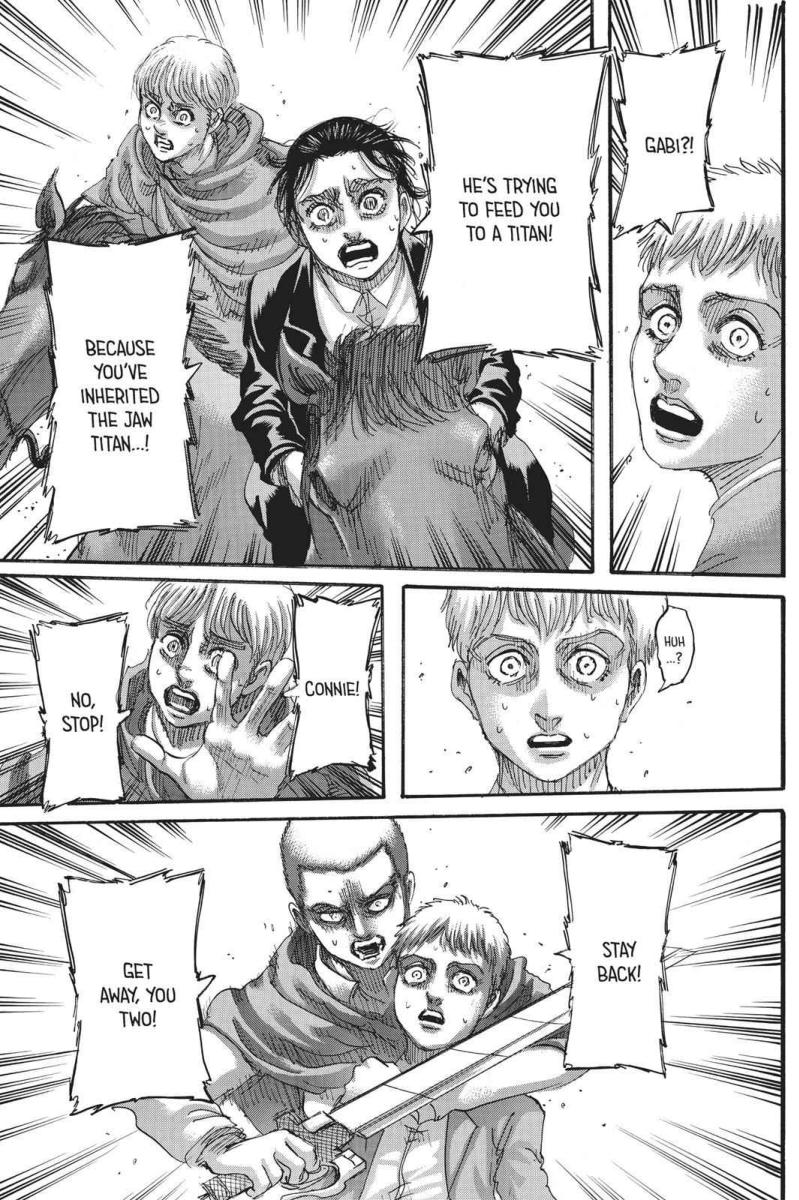 GABI?!
HE'S TRYING
TO FEED YOU
TO A TITAN!
BECAUSE
YOU'VE
INHERITED
THE JAW
TITAN...!
HUH
...?
CONNIE!
NO,
STOP!
STAY
BACK!
GET
AWAY, YOU
TWO!